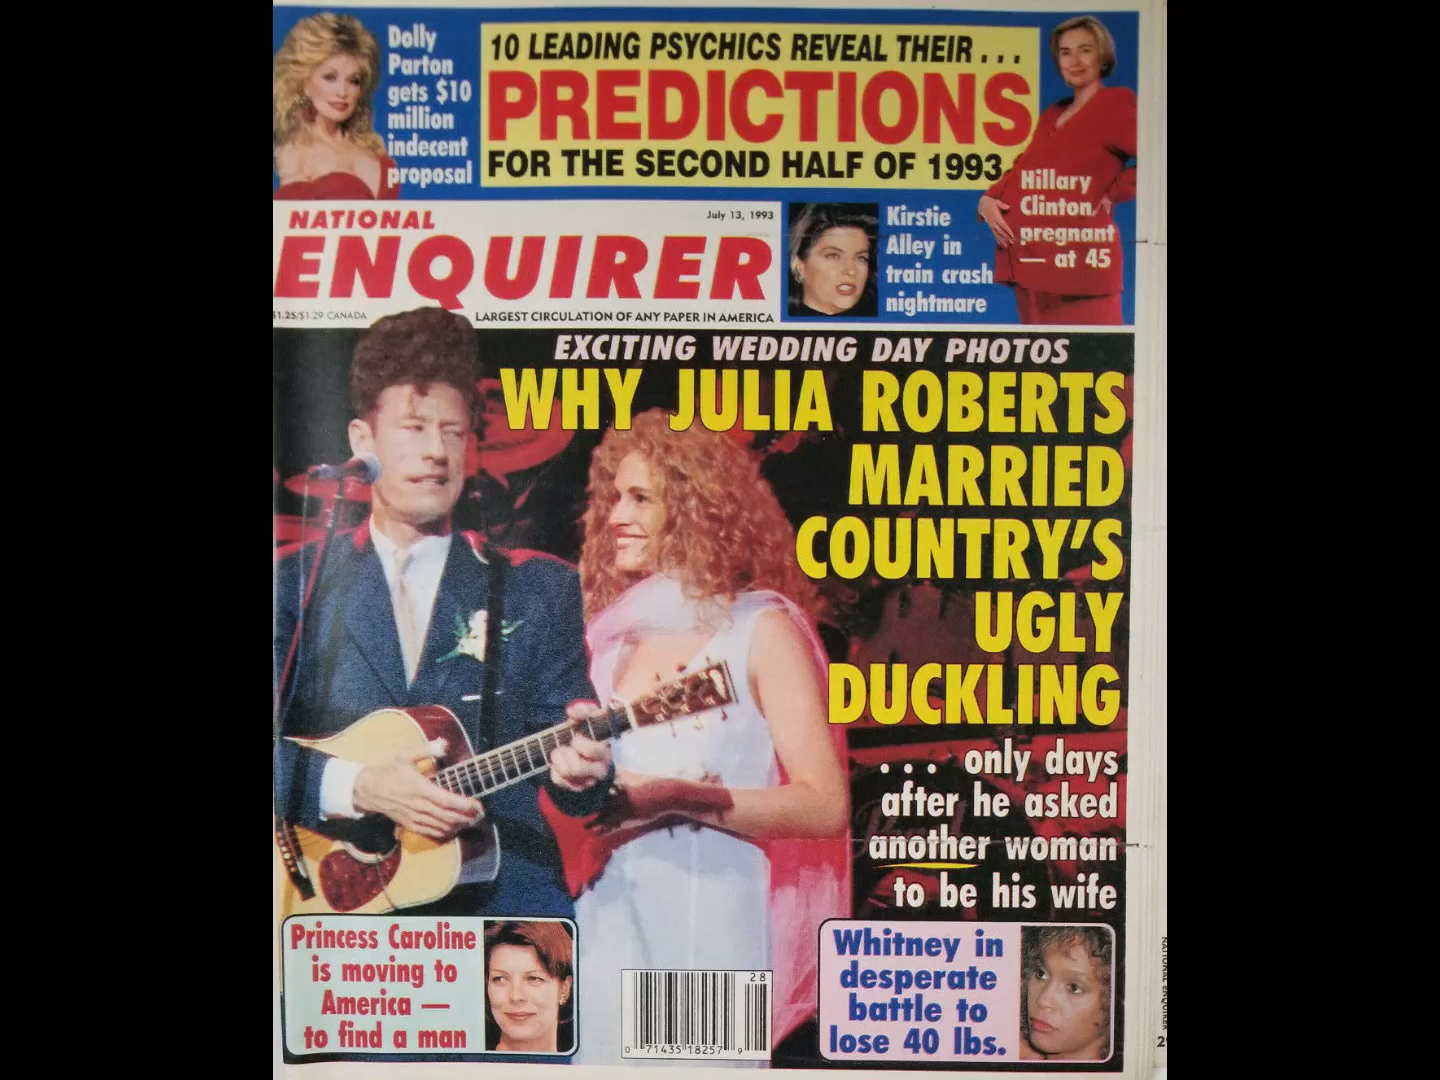 Dolly
Parton
gets $10
million
indecent
proposal
10 LEADING PSYCHICS REVEAL THEIR . . .
PREDICTIONS
FOR THE SECOND HALF OF 1993
Hillary
Clinton
pregnant
— at 45
NATIONAL
ENQUIRER
July 13, 1993
$1.25/$1.29 CANADA
LARGEST CIRCULATION OF ANY PAPER IN AMERICA
Kirstie
Alley in
train crash
nightmare
EXCITING WEDDING DAY PHOTOS
WHY JULIA ROBERTS
MARRIED
COUNTRY'S
UGLY
DUCKLING
. . . only days
after he asked
another woman
to be his wife
Princess Caroline
is moving to
America —
to find a man
28
0 71435 18257 9
Whitney in
desperate
battle to
lose 40 lbs.
NATIONAL ENQUIRER